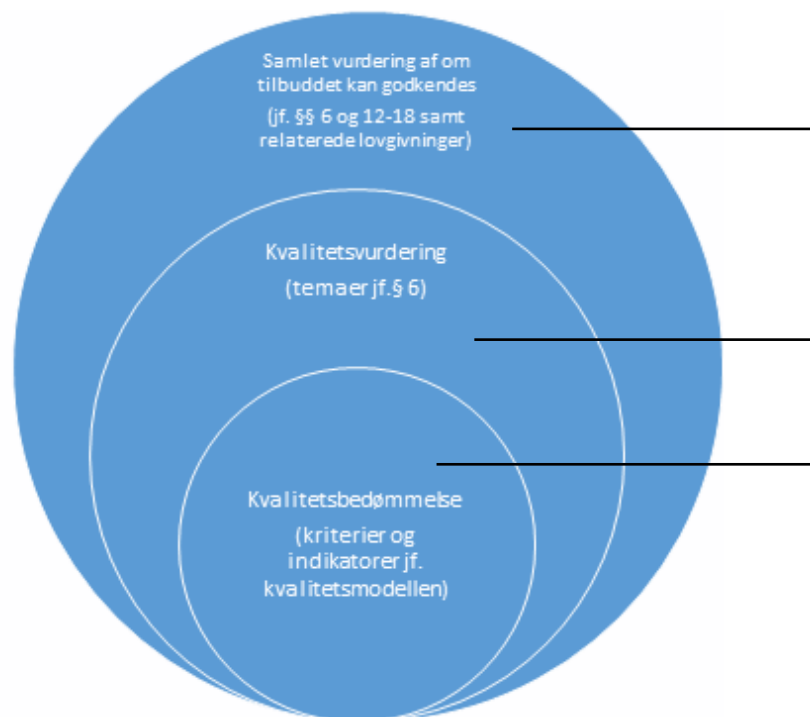 Samlet vurdering af om
tilbuddet kan godkendes
(jf. §§ 6 og 12-18 samt
relaterede lovgivninger)
Kvalitetsvurdering
(temaer jf. § 6)
Kvalitetsbedømmelse
(kriterier og
indikatorer jf.
kvalitetsmodellen)